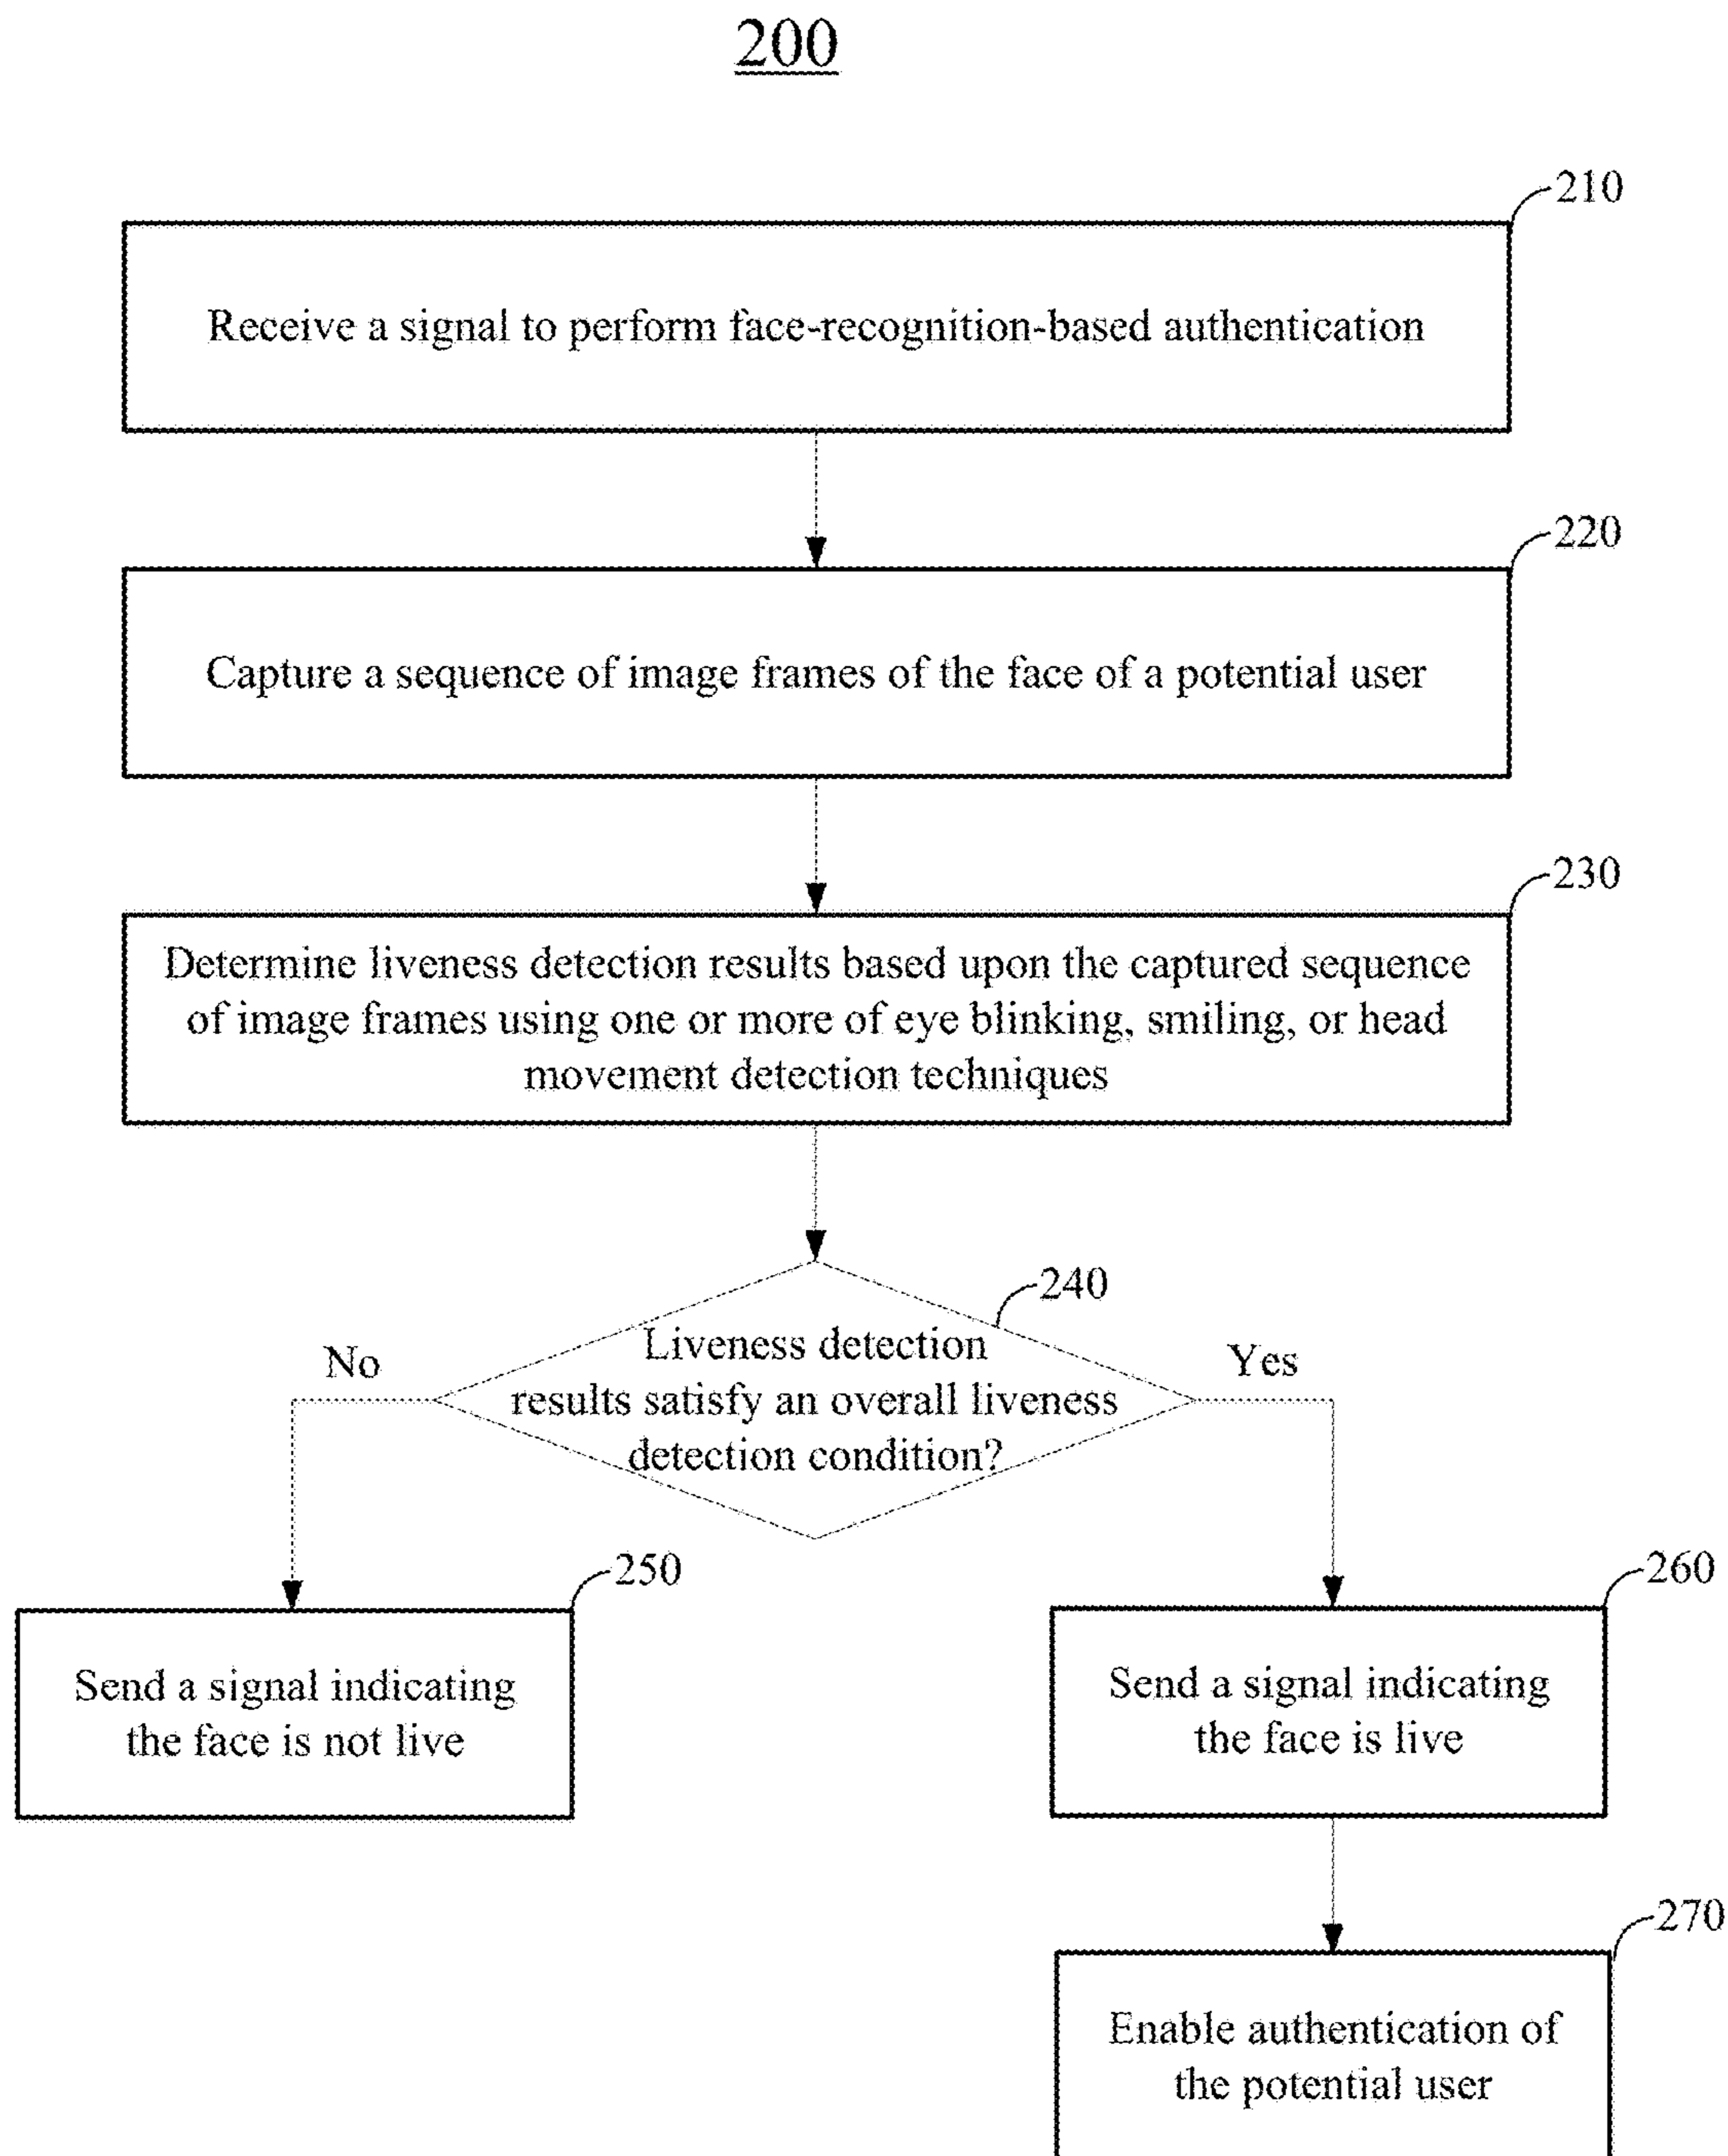 200
210
Receive a signal to perform face-recognition-based authentication
220
Capture a sequence of image frames of the face of a potential user
230
Determine liveness detection results based upon the captured sequence
of image frames using one or more of eye blinking, smiling, or head
movement detection techniques
240
No
Liveness detection
results satisfy an overall liveness
detection condition?
Yes
250
Send a signal indicating
the face is not live
260
Send a signal indicating
the face is live
270
Enable authentication of
the potential user